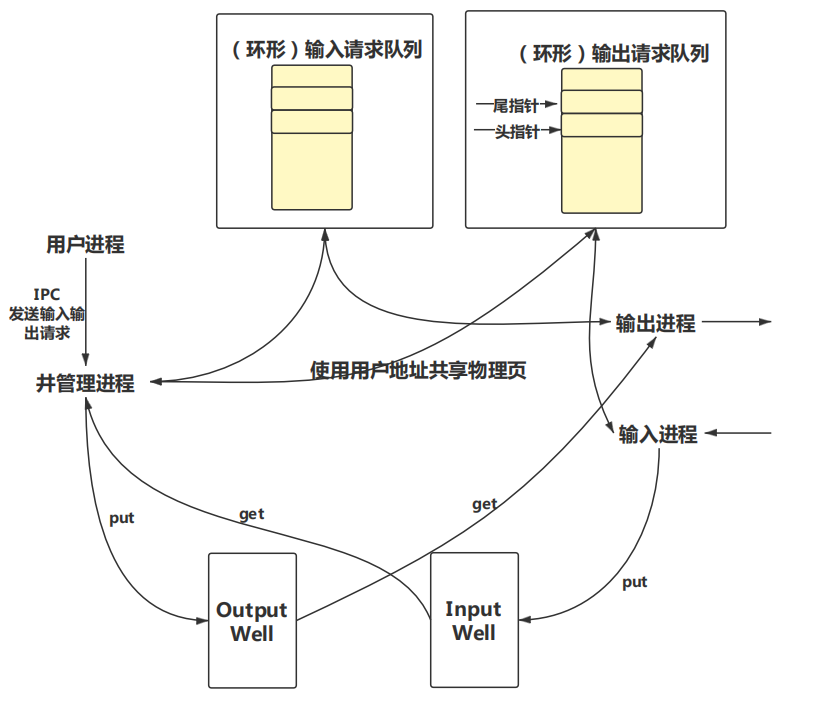 （环形）输入请求队列
（环形）输出请求队列
尾指针
头指针
用户进程
IPC
发送输入输
出请求
输出进程
使用用户地址共享物理页
井管理进程
输入进程
put
get
get
put
Output
Well
Input
Well